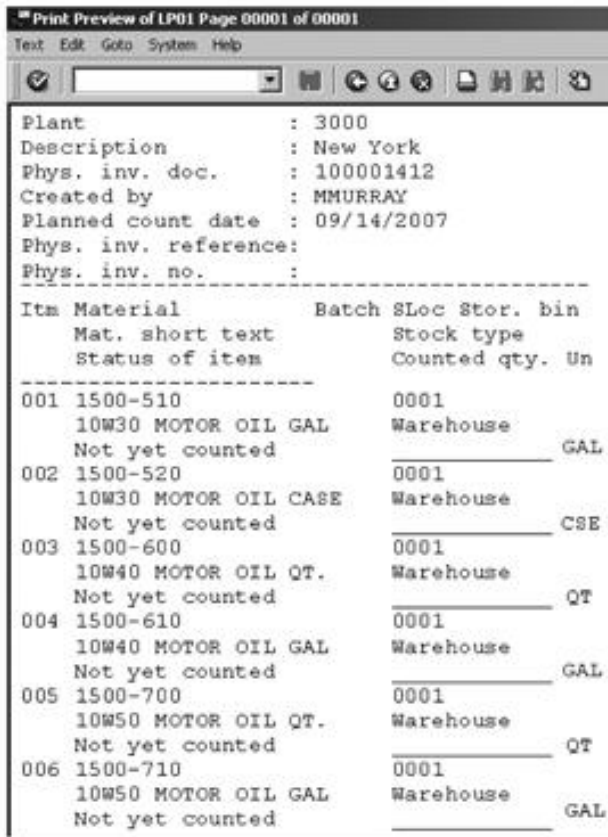 Print Preview of LP01 Page 00001 of 00001
Text Edit Goto System Help
Plant : 3000
Description : New York
Phys. inv. doc. : 100001412
Created by : MMURRAY
Planned count date : 09/14/2007
Phys. inv. reference:
Phys. inv. no. :
Itm Material Batch SLoc Stor. bin
Mat. short text Stock type
Status of item Counted qty. Un
001 1500-510 0001
10W30 MOTOR OIL GAL Warehouse
Not yet counted GAL
002 1500-520 0001
10W30 MOTOR OIL CASE Warehouse
Not yet counted CSE
003 1500-600 0001
10W40 MOTOR OIL QT. Warehouse
Not yet counted QT
004 1500-610 0001
10W40 MOTOR OIL GAL Warehouse
Not yet counted GAL
005 1500-700 0001
10W50 MOTOR OIL QT. Warehouse
Not yet counted QT
006 1500-710 0001
10W50 MOTOR OIL GAL Warehouse
Not yet counted GAL